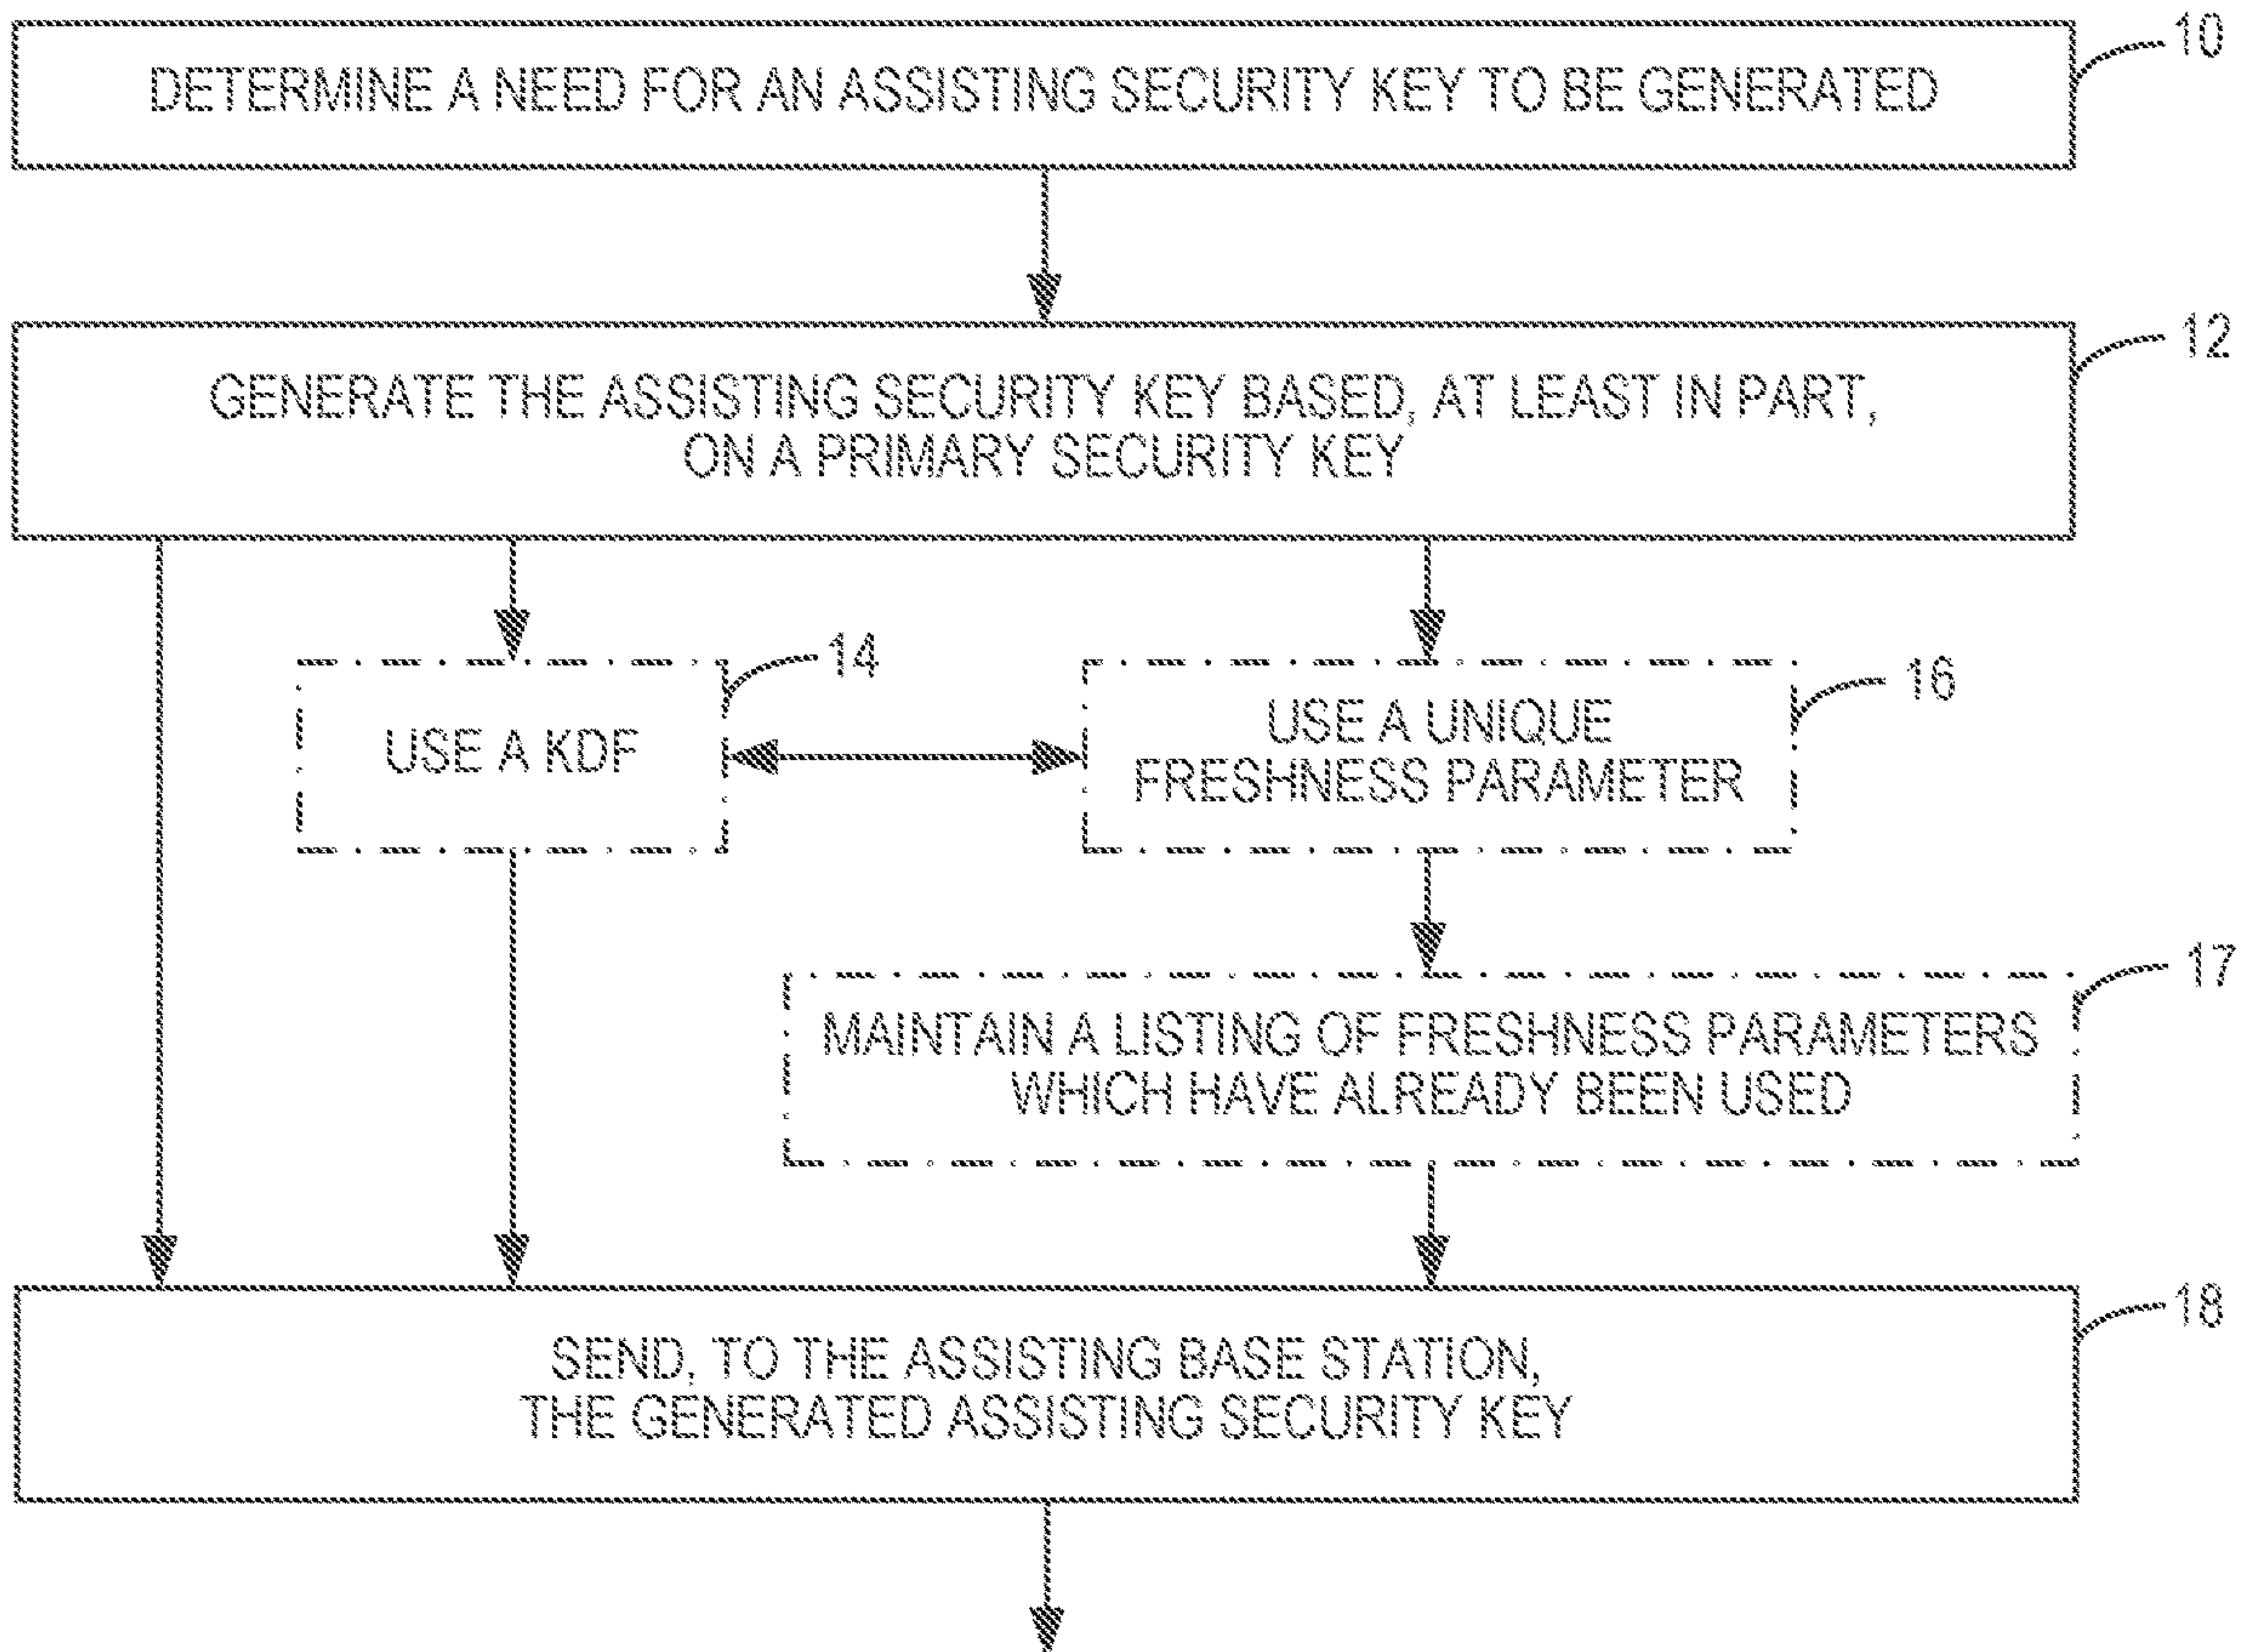 10
DETERMINE A NEED FOR AN ASSISTING SECURITY KEY TO BE GENERATED
12
GENERATE THE ASSISTING SECURITY KEY BASED, AT LEAST IN PART,
ON A PRIMARY SECURITY KEY
14
USE A KDF
16
USE A UNIQUE
FRESHNESS PARAMETER
17
MAINTAIN A LISTING OF FRESHNESS PARAMETERS
WHICH HAVE ALREADY BEEN USED
18
SEND, TO THE ASSISTING BASE STATION,
THE GENERATED ASSISTING SECURITY KEY